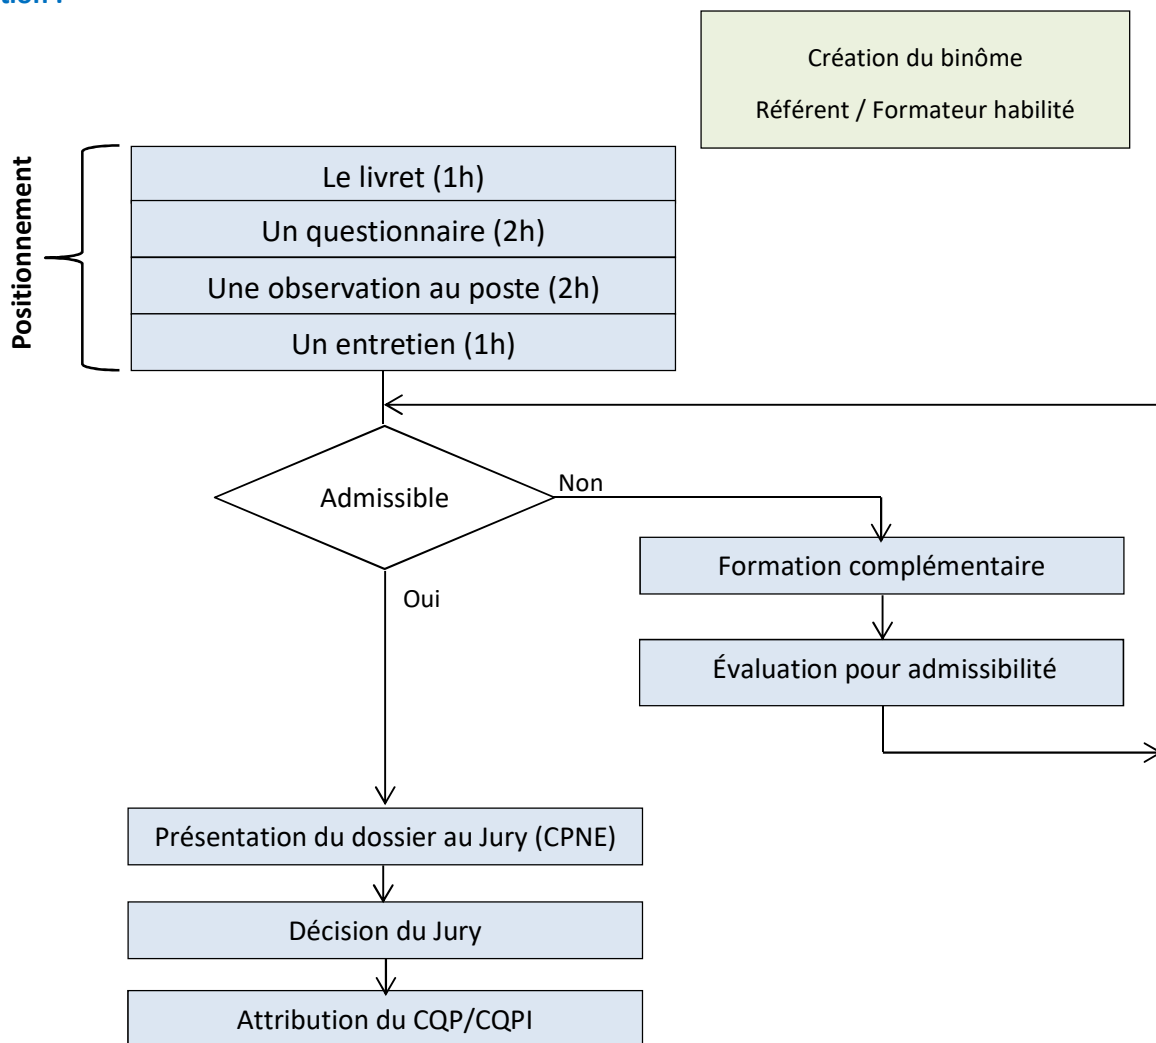 Création du binôme
Référent / Formateur habilité
Positionnement
Le livret (1h)
Un questionnaire (2h)
Une observation au poste (2h)
Un entretien (1h)
Admissible
Non
Formation complémentaire
Oui
Évaluation pour admissibilité
Présentation du dossier au Jury (CPNE)
Décision du Jury
Attribution du CQP/CQPI